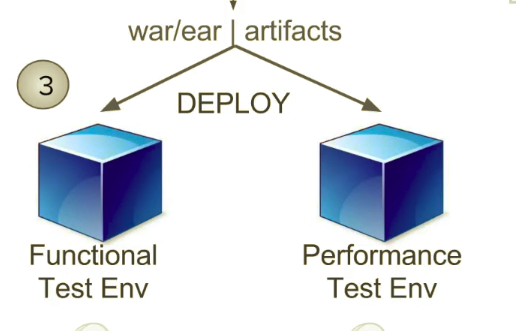 war/ear | artifacts
3
DEPLOY
Functional
Test Env
Performance
Test Env